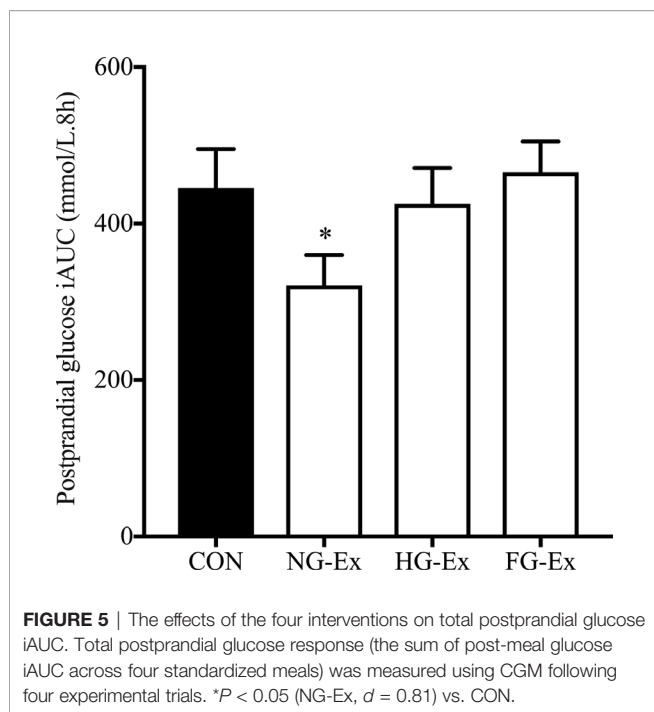 Postprandial glucose iAUC (mmol/L.8h)
600
400
200
0
*
CON NG-Ex HG-Ex FG-Ex
FIGURE 5 | The effects of the four interventions on total postprandial glucose
iAUC. Total postprandial glucose response (the sum of post-meal glucose
iAUC across four standardized meals) was measured using CGM following
four experimental trials. *P < 0.05 (NG-Ex, d = 0.81) vs. CON.